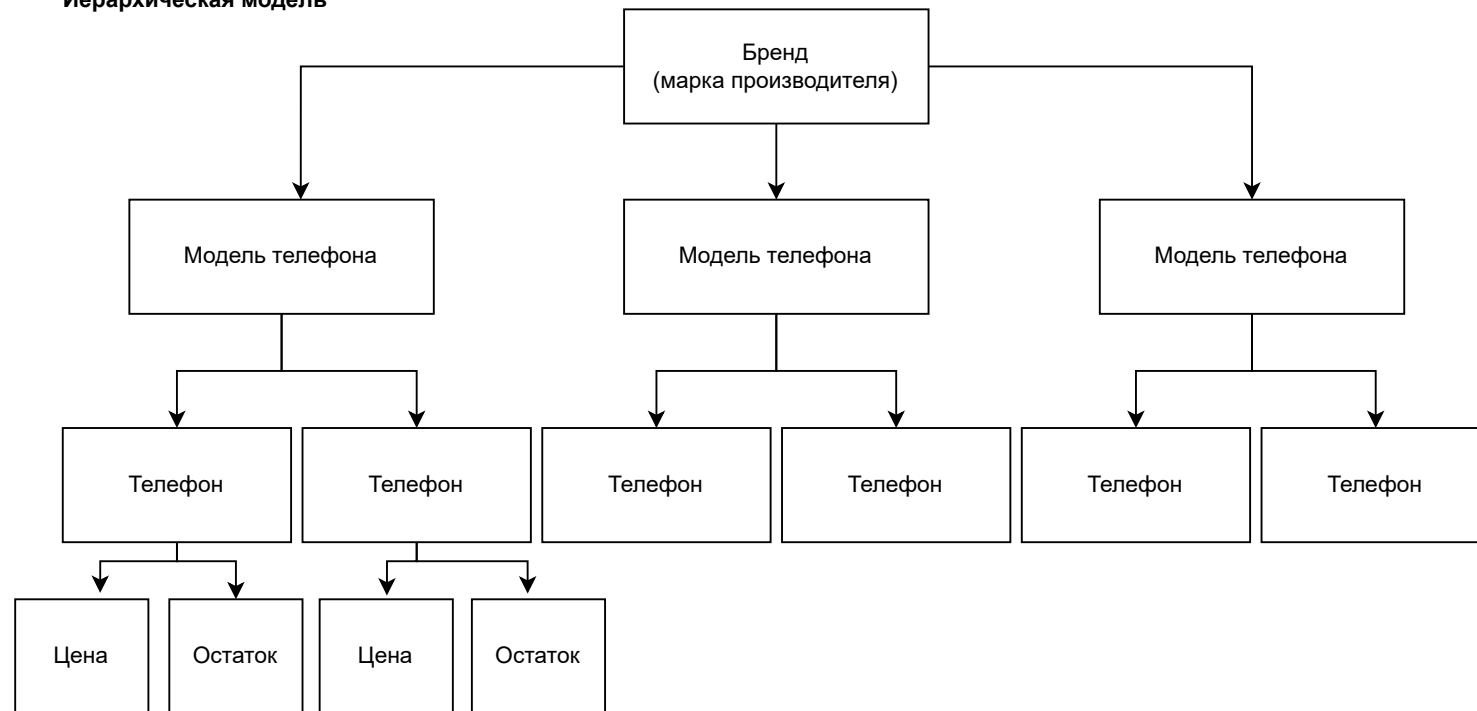 Иерархическая модель
Бренд
(марка производителя)
Модель телефона
Модель телефона
Модель телефона
Телефон
Телефон
Телефон
Телефон
Телефон
Телефон
Цена
Остаток
Цена
Остаток